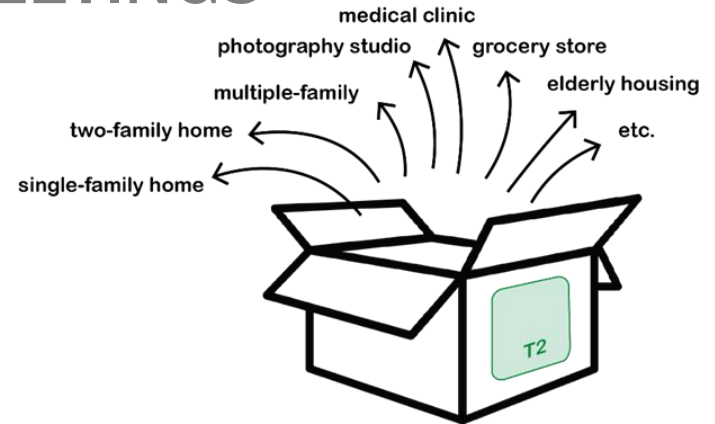 medical clinic
photography studio
grocery store
multiple-family
elderly housing
two-family home
etc.
single-family home
T2